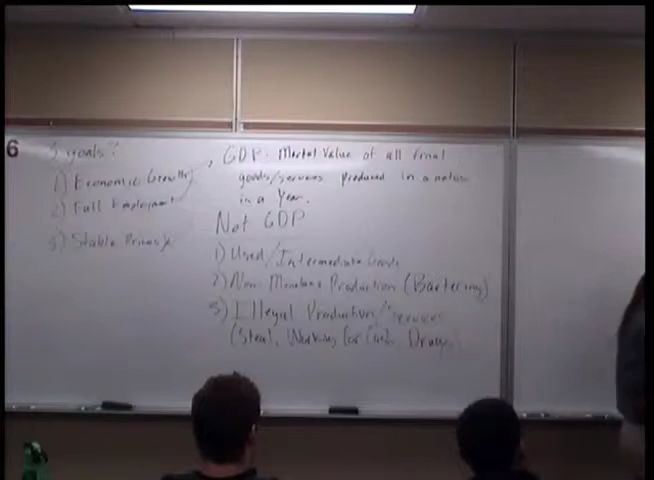 6
3 goals:
1) Economic Growth
2) Full Employment
3) Stable Prices
GDP - Market Value of all final
goods/services produced in a nation
in a Year.
Not GDP
1) Used/Intermediate Goods
2) Non-Monetary Production (Bartering)
3) Illegal Production/Services
(Steal, Working for Cash, Drugs)